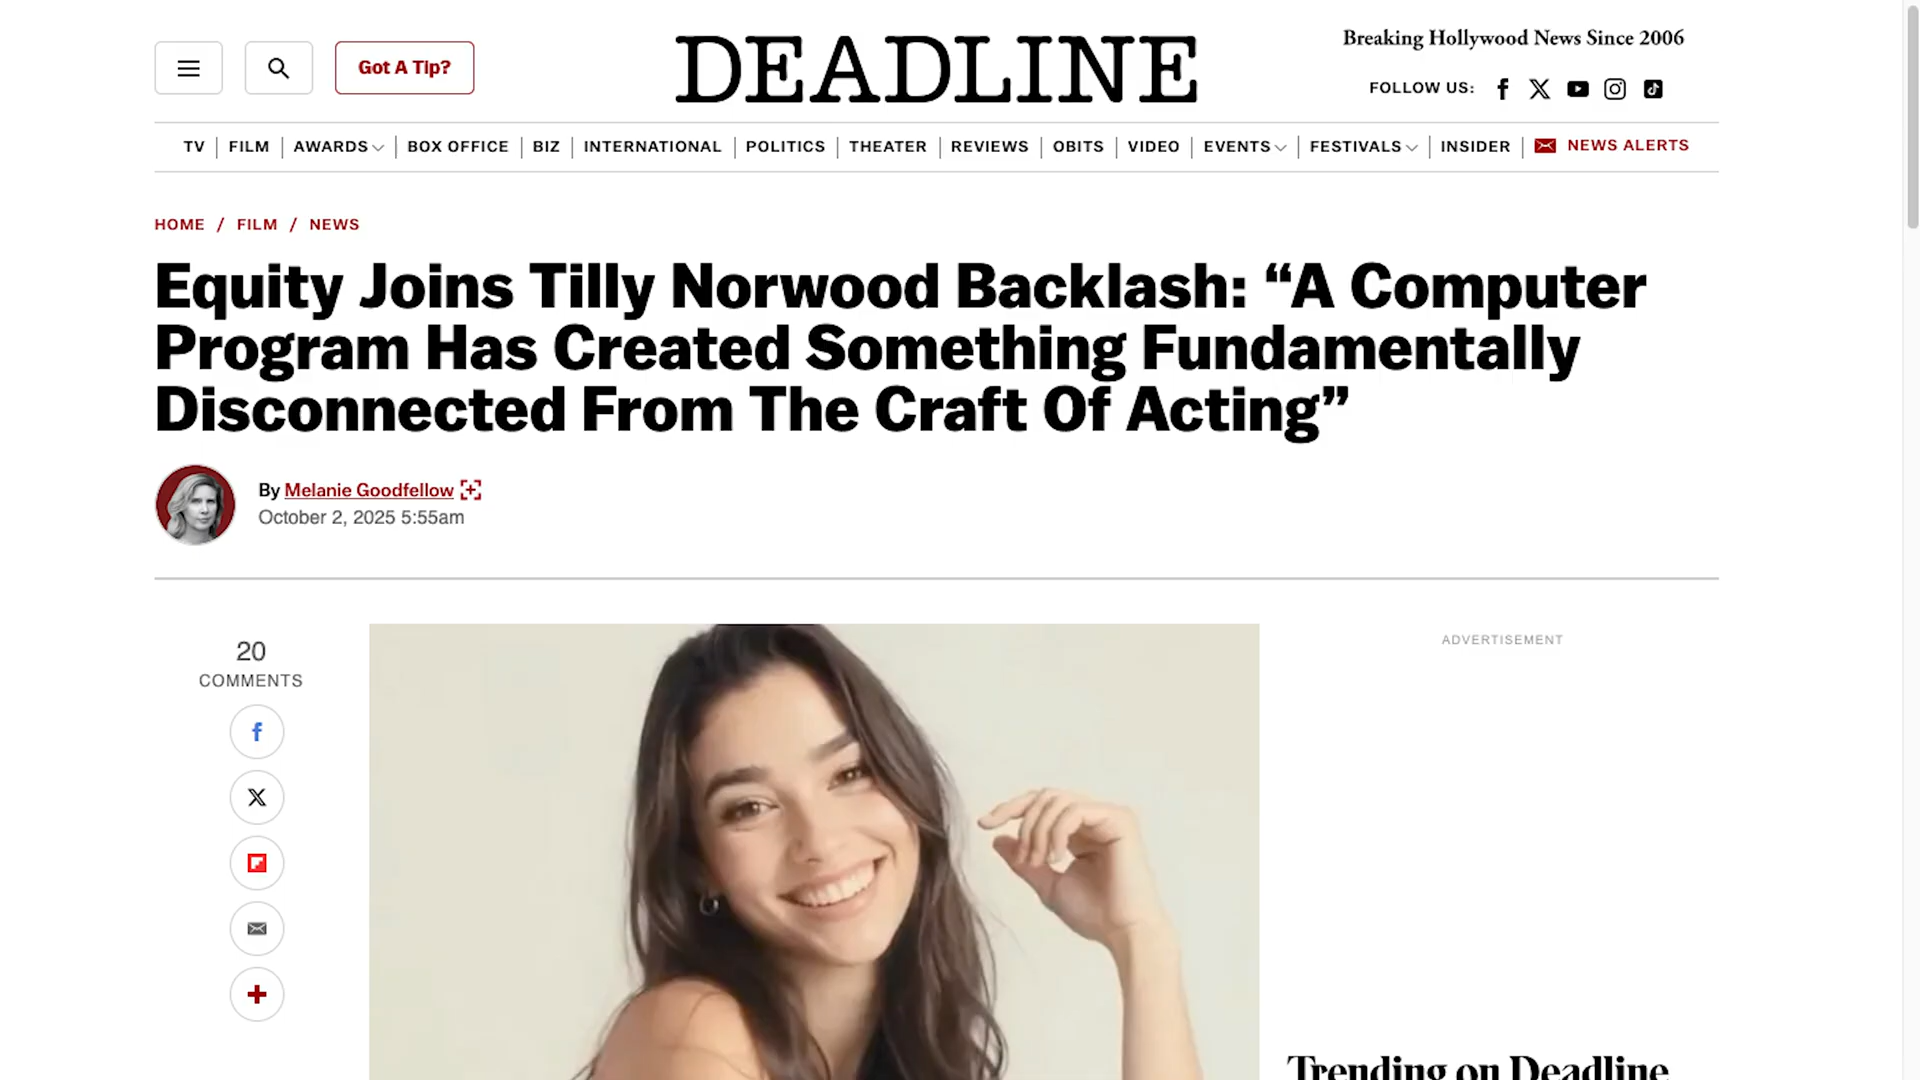 Got A Tip?
DEADLINE
Breaking Hollywood News Since 2006
FOLLOW US:
TV FILM AWARDS BOX OFFICE BIZ INTERNATIONAL POLITICS THEATER REVIEWS OBITS VIDEO EVENTS FESTIVALS INSIDER NEWS ALERTS
HOME / FILM / NEWS
Equity Joins Tilly Norwood Backlash: “A Computer
Program Has Created Something Fundamentally
Disconnected From The Craft Of Acting”
By Melanie Goodfellow
October 2, 2025 5:55am
20
COMMENTS
ADVERTISEMENT
Trending on Deadline